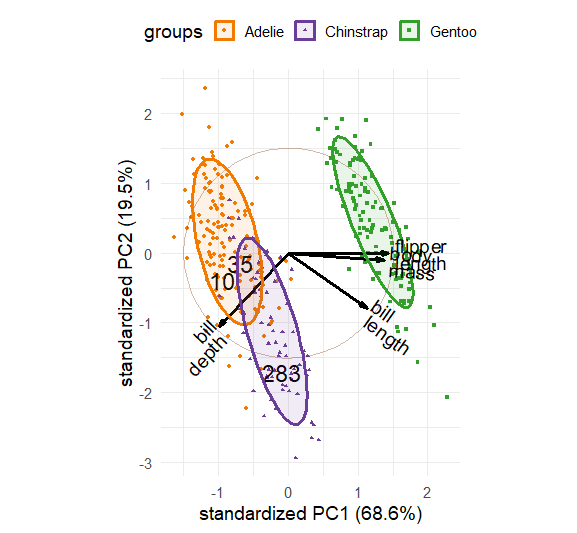 groups Adelie Chinstrap Gentoo
standardized PC2 (19.5%)
2
1
0
-1
-2
-3
flipper
length
body
mass
35
10
bill
depth
bill
length
283
-1 0 1 2
standardized PC1 (68.6%)